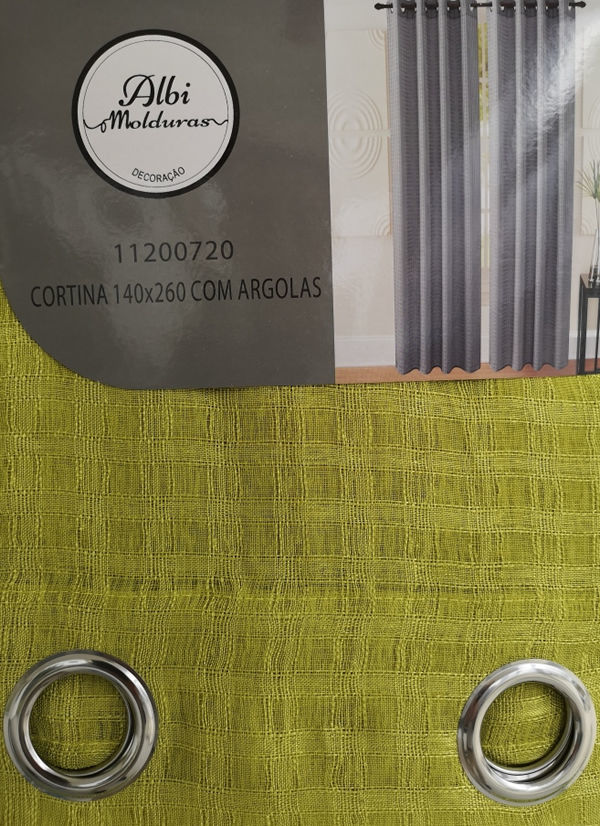 Albi
Molduras
DECORAÇÃO
11200720
CORTINA 140x260 COM ARGOLAS